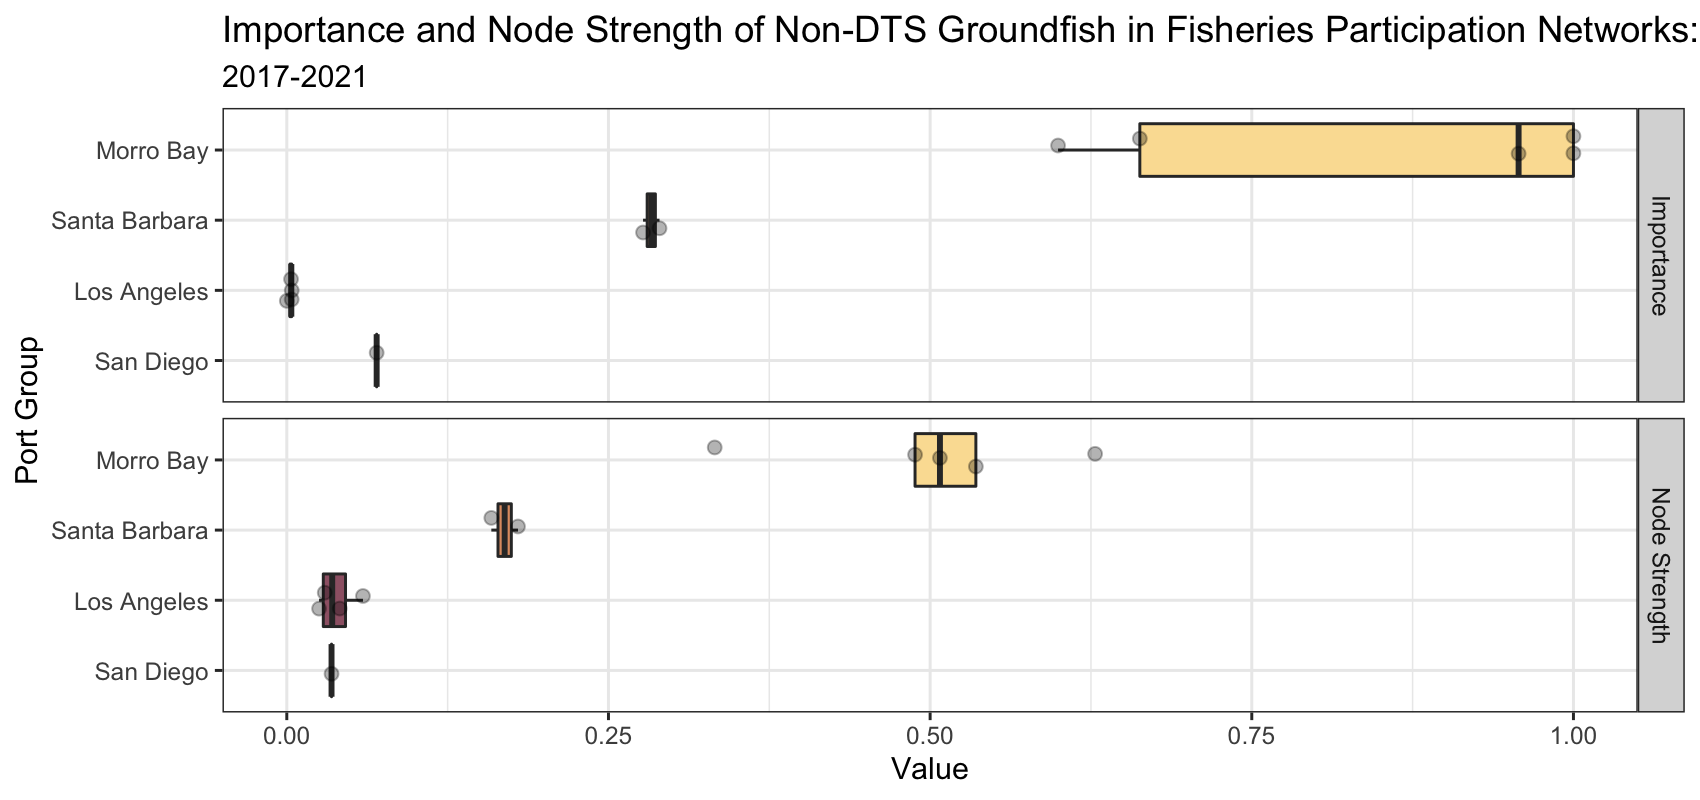 Importance and Node Strength of Non-DTS Groundfish in Fisheries Participation Networks:
2017-2021
Port Group
Morro Bay
Santa Barbara
Los Angeles
San Diego
Importance
Morro Bay
Santa Barbara
Los Angeles
San Diego
Node Strength
0.00 0.25 0.50 0.75 1.00
Value